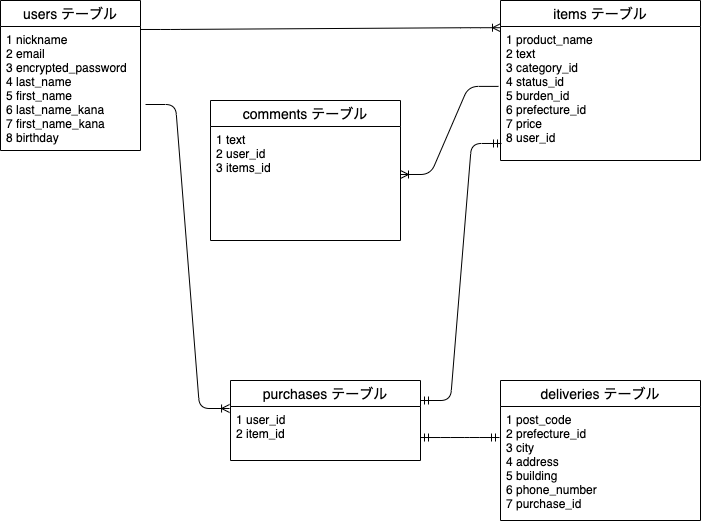 users テーブル
1 nickname
2 email
3 encrypted_password
4 last_name
5 first_name
6 last_name_kana
7 first_name_kana
8 birthday
items テーブル
1 product_name
2 text
3 category_id
4 status_id
5 burden_id
6 prefecture_id
7 price
8 user_id
comments テーブル
1 text
2 user_id
3 items_id
purchases テーブル
1 user_id
2 item_id
deliveries テーブル
1 post_code
2 prefecture_id
3 city
4 address
5 building
6 phone_number
7 purchase_id